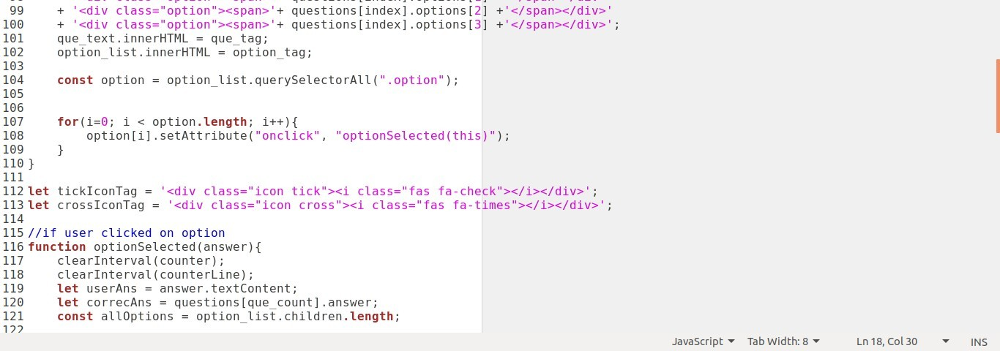 99 + '<div class="option"><span>'+ questions[index].options[2] +'</span></div>'
100 + '<div class="option"><span>'+ questions[index].options[3] +'</span></div>';
101 que_text.innerHTML = que_tag;
102 option_list.innerHTML = option_tag;
103
104 const option = option_list.querySelectorAll(".option");
105
106
107 for(i=0; i < option.length; i++){
108 option[i].setAttribute("onclick", "optionSelected(this)");
109 }
110 }
111
112 let tickIconTag = '<div class="icon tick"><i class="fas fa-check"></i></div>';
113 let crossIconTag = '<div class="icon cross"><i class="fas fa-times"></i></div>';
114
115 //if user clicked on option
116 function optionSelected(answer){
117 clearInterval(counter);
118 clearInterval(counterLine);
119 let userAns = answer.textContent;
120 let correcAns = questions[que_count].answer;
121 const allOptions = option_list.children.length;
122
JavaScript Tab Width: 8 Ln 18, Col 30 INS